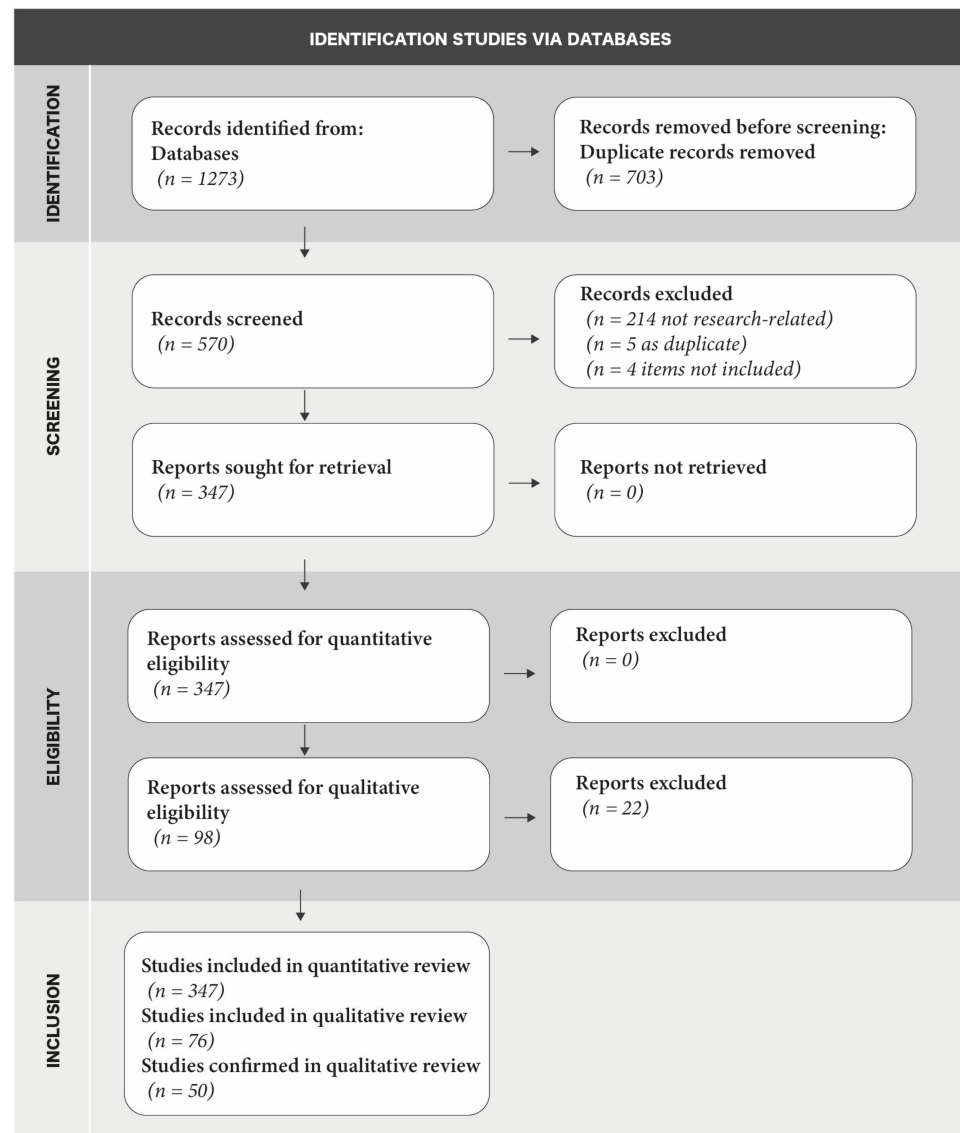 IDENTIFICATION STUDIES VIA DATABASES
IDENTIFICATION
Records identified from:
Databases
(n = 1273)
Records removed before screening:
Duplicate records removed
(n = 703)
SCREENING
Records screened
(n = 570)
Records excluded
(n = 214 not research-related)
(n = 5 as duplicate)
(n = 4 items not included)
Reports sought for retrieval
(n = 347)
Reports not retrieved
(n = 0)
ELIGIBILITY
Reports assessed for quantitative
eligibility
(n = 347)
Reports excluded
(n = 0)
Reports assessed for qualitative
eligibility
(n = 98)
Reports excluded
(n = 22)
INCLUSION
Studies included in quantitative review
(n = 347)
Studies included in qualitative review
(n = 76)
Studies confirmed in qualitative review
(n = 50)